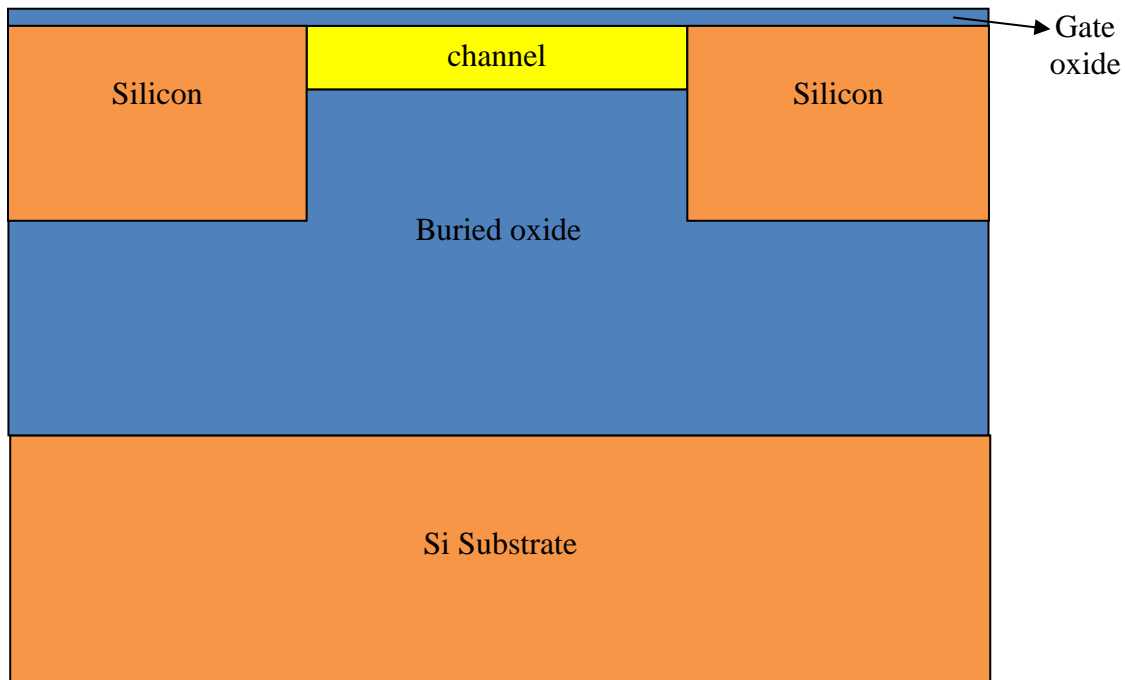 Gate
oxide
channel
Silicon
Silicon
Buried oxide
Si Substrate